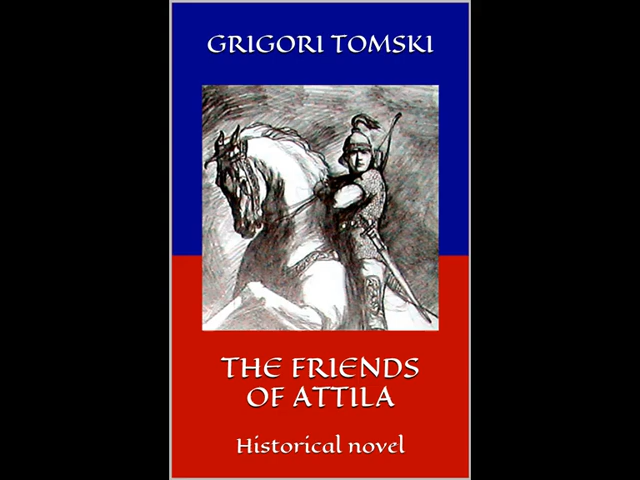 GRIGORI TOMSKI
THE FRIENDS
OF ATTILA
Historical novel